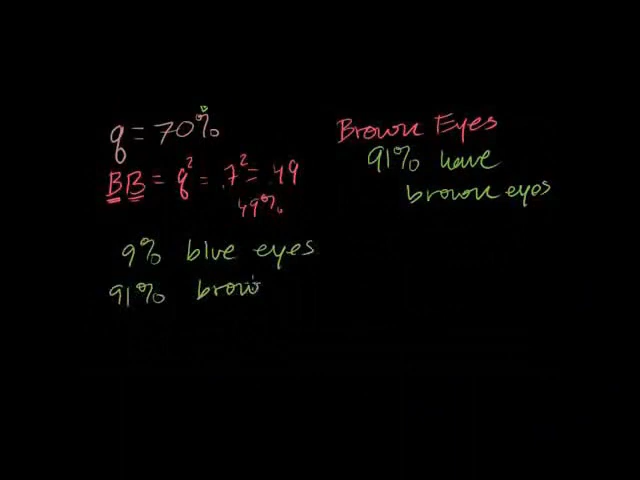 q = 70%
BB = q² = .7² = .49
49%
9% blue eyes
91% brow
Brown Eyes
91% have
brown eyes